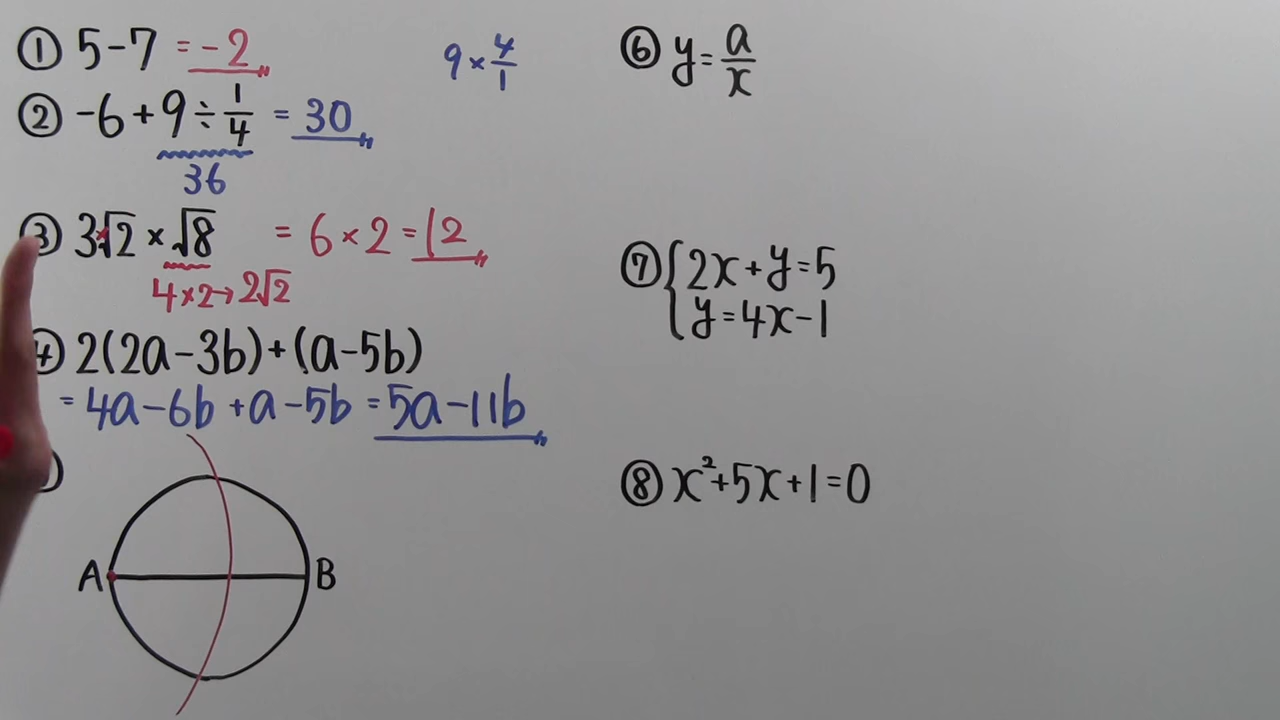 ① 5-7 = -2
② -6+9÷1/4 = 30
9×4/1
36
③ 3√2×√8 = 6×2=12
4×2→2√2
④ 2(2a-3b)+(a-5b)
=4a-6b+a-5b=5a-11b
A B
⑥ y=a/x
⑦ {2x+y=5
y=4x-1
⑧ x²+5x+1=0